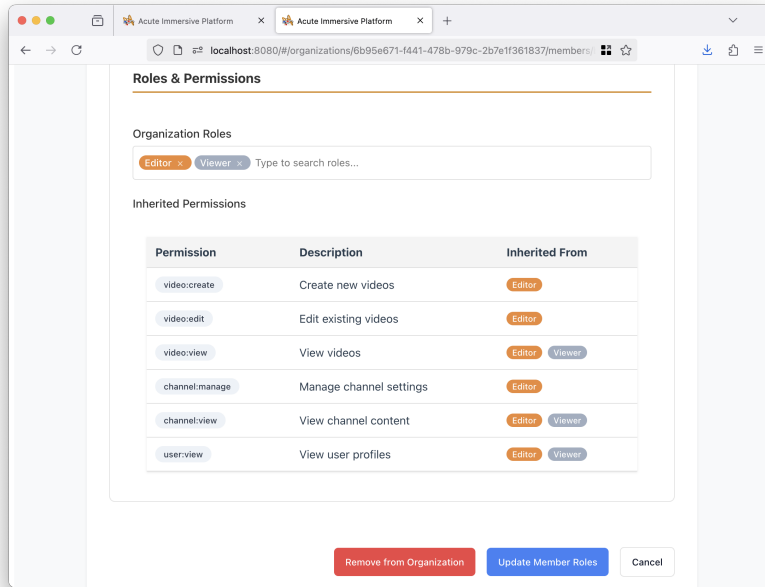 Acute Immersive Platform ×
Acute Immersive Platform ×
localhost:8080/#/organizations/6b95e671-f441-478b-979c-2b7e1f361837/members/
Roles & Permissions
Organization Roles
Editor × Viewer × Type to search roles...
Inherited Permissions
Permission Description Inherited From
video:create Create new videos Editor
video:edit Edit existing videos Editor
video:view View videos Editor Viewer
channel:manage Manage channel settings Editor
channel:view View channel content Editor Viewer
user:view View user profiles Editor Viewer
Remove from Organization Update Member Roles Cancel